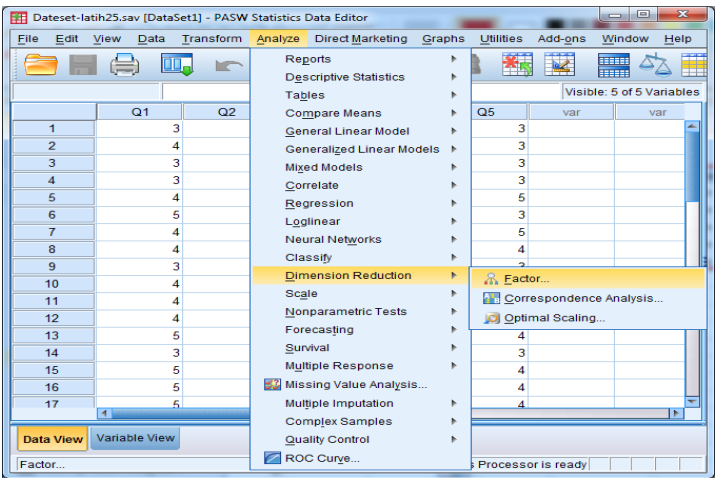 Dateset-latih25.sav [DataSet1] - PASW Statistics Data Editor
File Edit View Data Transform Analyze Direct Marketing Graphs Utilities Add-ons Window Help
Visible: 5 of 5 Variables
Q1 Q2 Q5 var var
1 3 3
2 4 3
3 3 3
4 3 3
5 4 5
6 5 3
7 4 5
8 4 4
9 3
10 4
11 4
12 4
13 5 4
14 3 3
15 5 4
16 5 4
17 5 4
Reports
Descriptive Statistics
Tables
Compare Means
General Linear Model
Generalized Linear Models
Mixed Models
Correlate
Regression
Loglinear
Neural Networks
Classify
Dimension Reduction
Scale
Nonparametric Tests
Forecasting
Survival
Multiple Response
Missing Value Analysis...
Multiple Imputation
Complex Samples
Quality Control
ROC Curve...
Factor...
Correspondence Analysis...
Optimal Scaling...
Data View Variable View
Factor... Processor is ready